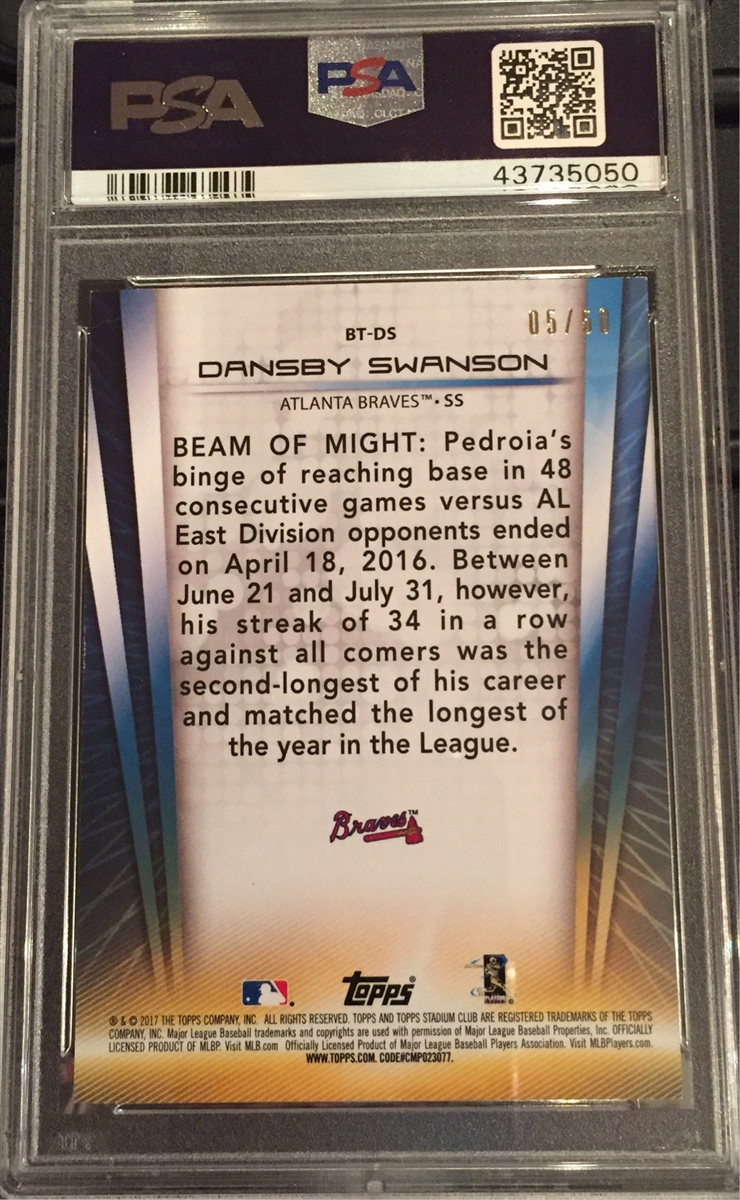 PSA
PSA
43735050
05/50
BT-DS
DANSBY SWANSON
ATLANTA BRAVES™• SS
BEAM OF MIGHT: Pedroia's
binge of reaching base in 48
consecutive games versus AL
East Division opponents ended
on April 18, 2016. Between
June 21 and July 31, however,
his streak of 34 in a row
against all comers was the
second-longest of his career
and matched the longest of
the year in the League.
Braves™
Topps®
® & © 2017 THE TOPPS COMPANY, INC. ALL RIGHTS RESERVED. TOPPS AND TOPPS STADIUM CLUB ARE REGISTERED TRADEMARKS OF THE TOPPS
COMPANY, INC. Major League Baseball trademarks and copyrights are used with permission of Major League Baseball Properties, Inc. OFFICIALLY
LICENSED PRODUCT OF MLBP. Visit MLB.com Officially Licensed Product of Major League Baseball Players Association. Visit MLBPlayers.com.
WWW.TOPPS.COM. CODE#CMP023077.